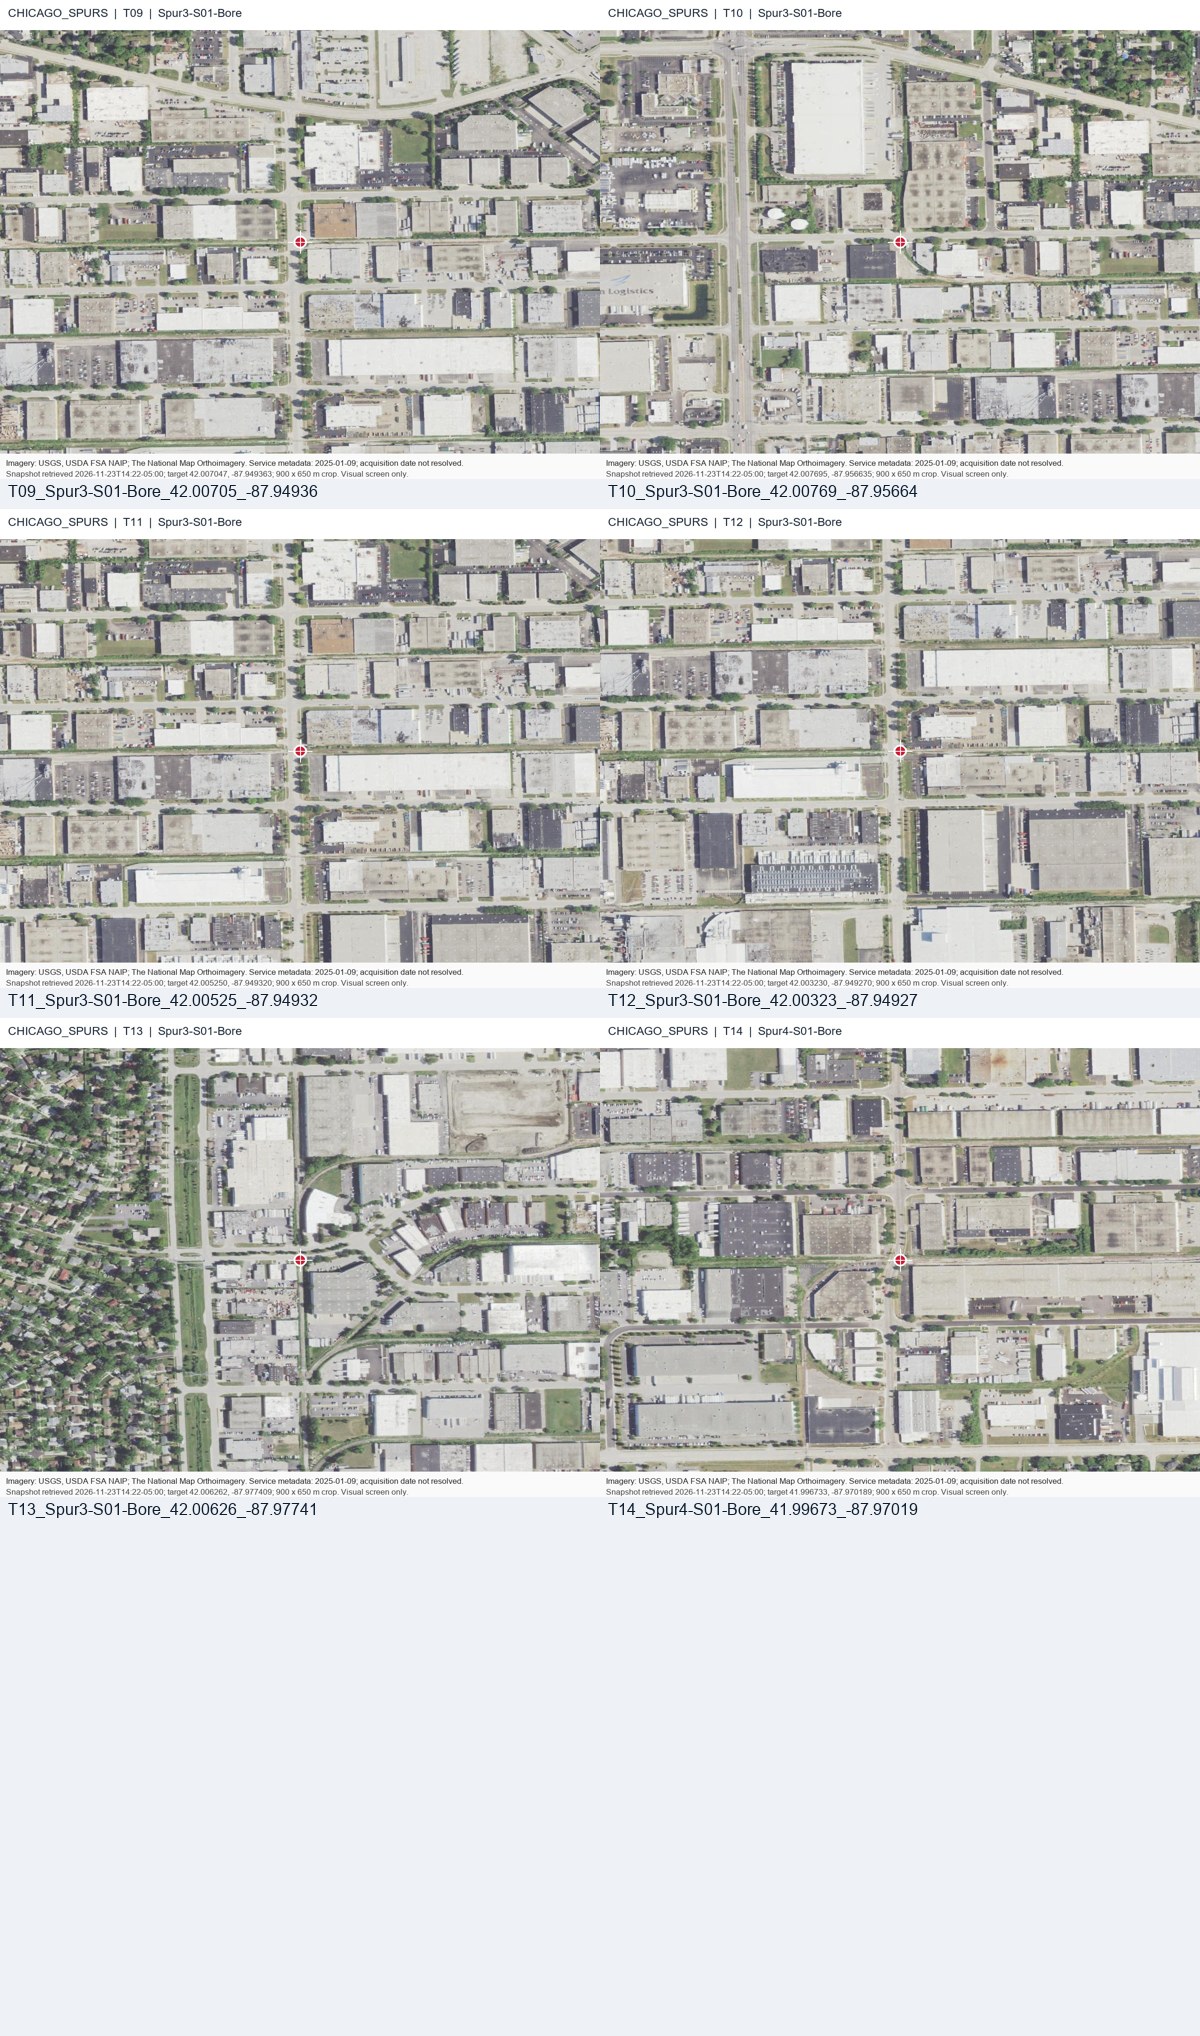 CHICAGO_SPURS | T09 | Spur3-S01-Bore
Imagery: USGS, USDA FSA NAIP; The National Map Orthoimagery. Service metadata: 2025-01-09; acquisition date not resolved.
Snapshot retrieved 2026-11-23T14:22-05:00; target 42.007047, -87.949363; 900 x 650 m crop. Visual screen only.
T09_Spur3-S01-Bore_42.00705_-87.94936
CHICAGO_SPURS | T10 | Spur3-S01-Bore
Logistics
Imagery: USGS, USDA FSA NAIP; The National Map Orthoimagery. Service metadata: 2025-01-09; acquisition date not resolved.
Snapshot retrieved 2026-11-23T14:22-05:00; target 42.007695, -87.956635; 900 x 650 m crop. Visual screen only.
T10_Spur3-S01-Bore_42.00769_-87.95664
CHICAGO_SPURS | T11 | Spur3-S01-Bore
Imagery: USGS, USDA FSA NAIP; The National Map Orthoimagery. Service metadata: 2025-01-09; acquisition date not resolved.
Snapshot retrieved 2026-11-23T14:22-05:00; target 42.005250, -87.949320; 900 x 650 m crop. Visual screen only.
T11_Spur3-S01-Bore_42.00525_-87.94932
CHICAGO_SPURS | T12 | Spur3-S01-Bore
Imagery: USGS, USDA FSA NAIP; The National Map Orthoimagery. Service metadata: 2025-01-09; acquisition date not resolved.
Snapshot retrieved 2026-11-23T14:22-05:00; target 42.003230, -87.949270; 900 x 650 m crop. Visual screen only.
T12_Spur3-S01-Bore_42.00323_-87.94927
CHICAGO_SPURS | T13 | Spur3-S01-Bore
Imagery: USGS, USDA FSA NAIP; The National Map Orthoimagery. Service metadata: 2025-01-09; acquisition date not resolved.
Snapshot retrieved 2026-11-23T14:22-05:00; target 42.006262, -87.977409; 900 x 650 m crop. Visual screen only.
T13_Spur3-S01-Bore_42.00626_-87.97741
CHICAGO_SPURS | T14 | Spur4-S01-Bore
Imagery: USGS, USDA FSA NAIP; The National Map Orthoimagery. Service metadata: 2025-01-09; acquisition date not resolved.
Snapshot retrieved 2026-11-23T14:22-05:00; target 41.996733, -87.970189; 900 x 650 m crop. Visual screen only.
T14_Spur4-S01-Bore_41.99673_-87.97019